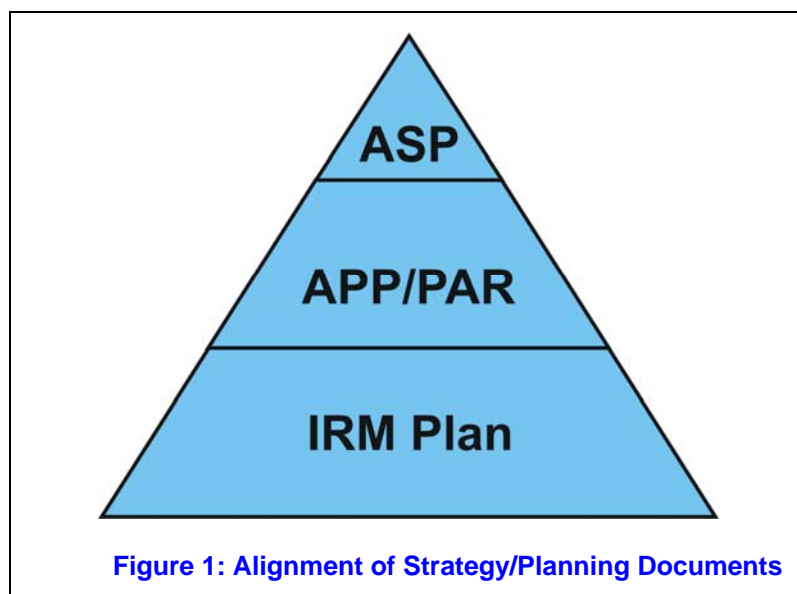 ASP
APP/PAR
IRM Plan
Figure 1: Alignment of Strategy/Planning Documents